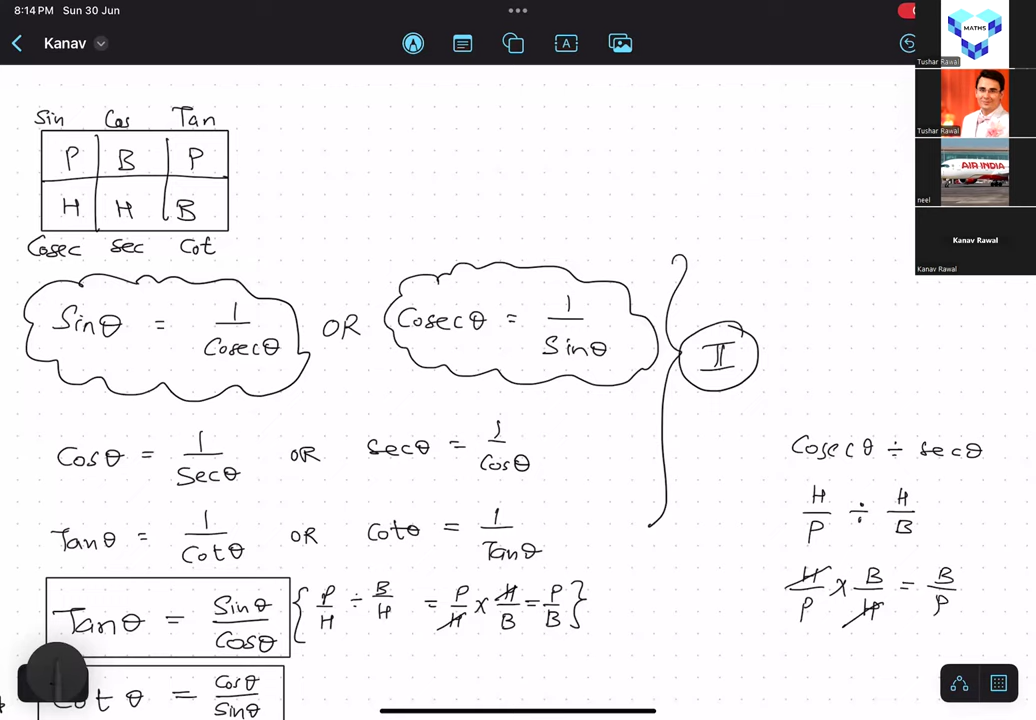 8:14 PM Sun 30 Jun
Kanav
MATHS
Tushar Rawal
Tushar Rawal
AIR INDIA
neel
Kanav Rawal
Kanav Rawal
Sin Cos Tan
P B P
H H B
Cosec sec Cot
Sinθ = 1/Cosecθ OR Cosecθ = 1/Sinθ
II
Cosθ = 1/Secθ OR secθ = 1/cosθ
Tanθ = 1/Cotθ OR Cotθ = 1/Tanθ
Tanθ = Sinθ/Cosθ { P/H ÷ B/H = P/H × H/B = P/B }
Cot θ = Cosθ/Sinθ
Cosecθ ÷ secθ
H/P ÷ H/B
H/P × B/H = B/P
A